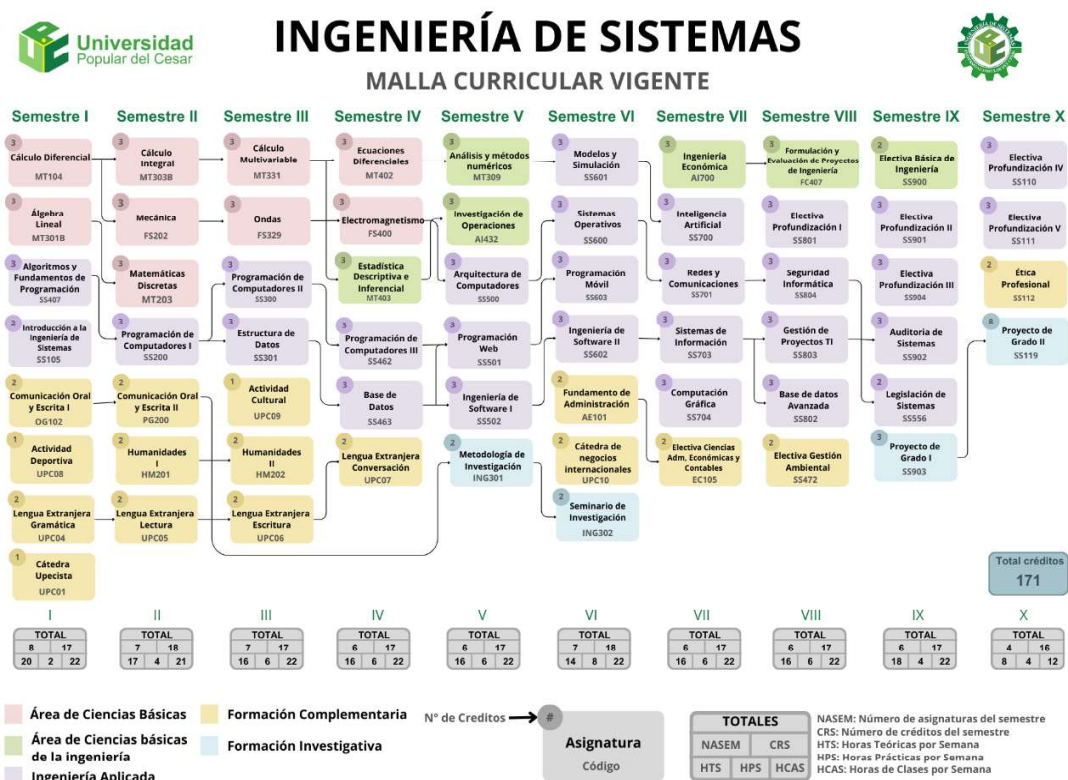 UPC
Universidad
Popular del Cesar
INGENIERÍA DE SISTEMAS
MALLA CURRICULAR VIGENTE
Semestre I
Semestre II
Semestre III
Semestre IV
Semestre V
Semestre VI
Semestre VII
Semestre VIII
Semestre IX
Semestre X
3
Cálculo Diferencial
MT104
3
Cálculo
Integral
MT303B
3
Cálculo
Multivariable
MT331
3
Ecuaciones
Diferenciales
MT402
3
Análisis y métodos
numéricos
MT309
3
Modelos y
Simulación
SS601
3
Ingeniería
Económica
AI700
3
Formulación y
Evaluación de Proyectos
de Ingeniería
FC407
2
Electiva Básica de
Ingeniería
SS900
3
Electiva
Profundización IV
SS110
3
Álgebra
Lineal
MT301B
3
Mecánica
FS202
3
Ondas
FS329
3
Electromagnetismo
FS400
3
Investigación de
Operaciones
AI432
3
Sistemas
Operativos
SS600
3
Inteligencia
Artificial
SS700
3
Electiva
Profundización I
SS801
3
Electiva
Profundización II
SS901
3
Electiva
Profundización V
SS111
3
Algoritmos y
Fundamentos de
Programación
SS407
3
Matemáticas
Discretas
MT203
3
Programación de
Computadores II
SS300
3
Estadística
Descriptiva e
Inferencial
MT403
3
Arquitectura de
Computadores
SS500
3
Programación
Móvil
SS603
3
Redes y
Comunicaciones
SS701
3
Seguridad
Informática
SS804
3
Electiva
Profundización III
SS904
2
Ética
Profesional
SS112
2
Introducción a la
Ingeniería de
Sistemas
SS105
3
Programación de
Computadores I
SS200
3
Estructura de
Datos
SS301
3
Programación de
Computadores III
SS462
3
Programación
Web
SS501
3
Ingeniería de
Software II
SS602
3
Sistemas de
Información
SS703
3
Gestión de
Proyectos TI
SS803
3
Auditoria de
Sistemas
SS902
8
Proyecto de
Grado II
SS119
2
Comunicación Oral
y Escrita I
OG102
2
Comunicación Oral
y Escrita II
PG200
1
Actividad
Cultural
UPC09
3
Base de
Datos
SS463
3
Ingeniería de
Software I
SS502
2
Fundamento de
Administración
AE101
3
Computación
Gráfica
SS704
3
Base de datos
Avanzada
SS802
2
Legislación de
Sistemas
SS556
1
Actividad
Deportiva
UPC08
2
Humanidades
I
HM201
2
Humanidades
II
HM202
2
Lengua Extranjera
Conversación
UPC07
2
Metodología de
Investigación
ING301
2
Cátedra de
negocios
internacionales
UPC10
2
Electiva Ciencias
Adm, Económicas y
Contables
EC105
2
Electiva Gestión
Ambiental
SS472
3
Proyecto de
Grado I
SS903
2
Lengua Extranjera
Gramática
UPC04
2
Lengua Extranjera
Lectura
UPC05
2
Lengua Extranjera
Escritura
UPC06
2
Seminario de
Investigación
ING302
1
Cátedra
Upecista
UPC01
Total créditos
171
I II III IV V VI VII VIII IX X
TOTAL TOTAL TOTAL TOTAL TOTAL TOTAL TOTAL TOTAL TOTAL TOTAL
8 17 7 18 7 17 6 17 6 17 7 18 6 17 6 17 6 17 4 16
20 2 22 17 4 21 16 6 22 16 6 22 16 6 22 14 8 22 16 6 22 16 6 22 18 4 22 8 4 12
Área de Ciencias Básicas
Área de Ciencias básicas
de la ingeniería
Ingeniería Aplicada
Formación Complementaria
Formación Investigativa
N° de Creditos
#
Asignatura
Código
TOTALES
NASEM CRS
HTS HPS HCAS
NASEM: Número de asignaturas del semestre
CRS: Número de créditos del semestre
HTS: Horas Teóricas por Semana
HPS: Horas Prácticas por Semana
HCAS: Horas de Clases por Semana